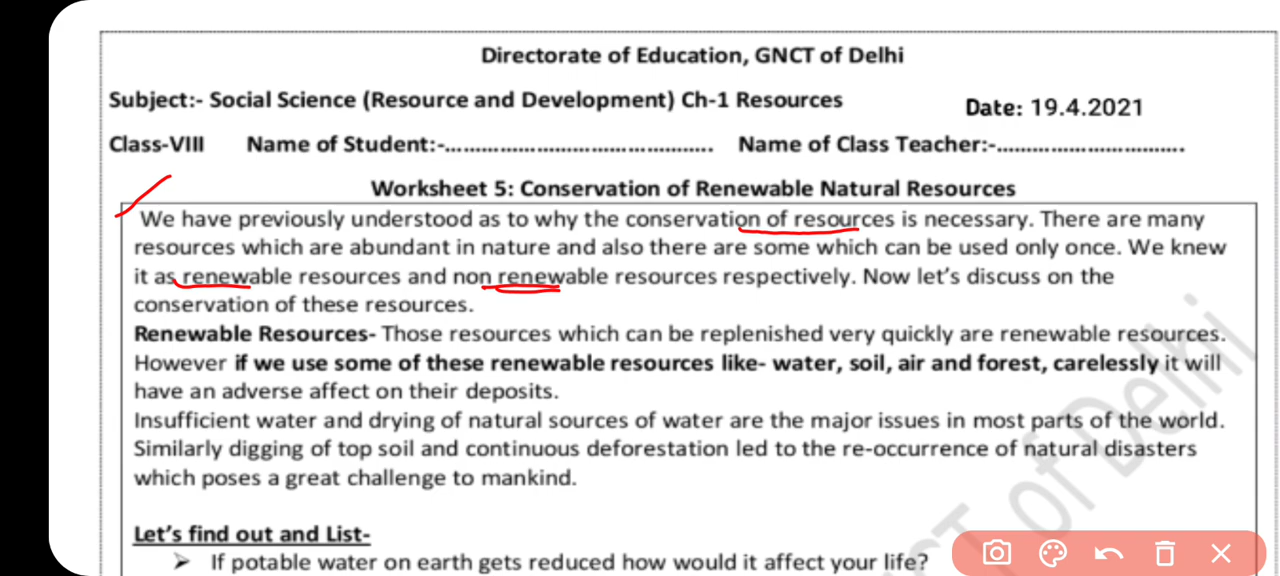 Directorate of Education, GNCT of Delhi
Subject:- Social Science (Resource and Development) Ch-1 Resources Date: 19.4.2021
Class-VIII Name of Student:-............................................... Name of Class Teacher:-.................................
Worksheet 5: Conservation of Renewable Natural Resources
We have previously understood as to why the conservation of resources is necessary. There are many
resources which are abundant in nature and also there are some which can be used only once. We knew
it as renewable resources and non renewable resources respectively. Now let's discuss on the
conservation of these resources.
Renewable Resources- Those resources which can be replenished very quickly are renewable resources.
However if we use some of these renewable resources like- water, soil, air and forest, carelessly it will
have an adverse affect on their deposits.
Insufficient water and drying of natural sources of water are the major issues in most parts of the world.
Similarly digging of top soil and continuous deforestation led to the re-occurrence of natural disasters
which poses a great challenge to mankind.
Let's find out and List-
➤ If potable water on earth gets reduced how would it affect your life?
of Delhi